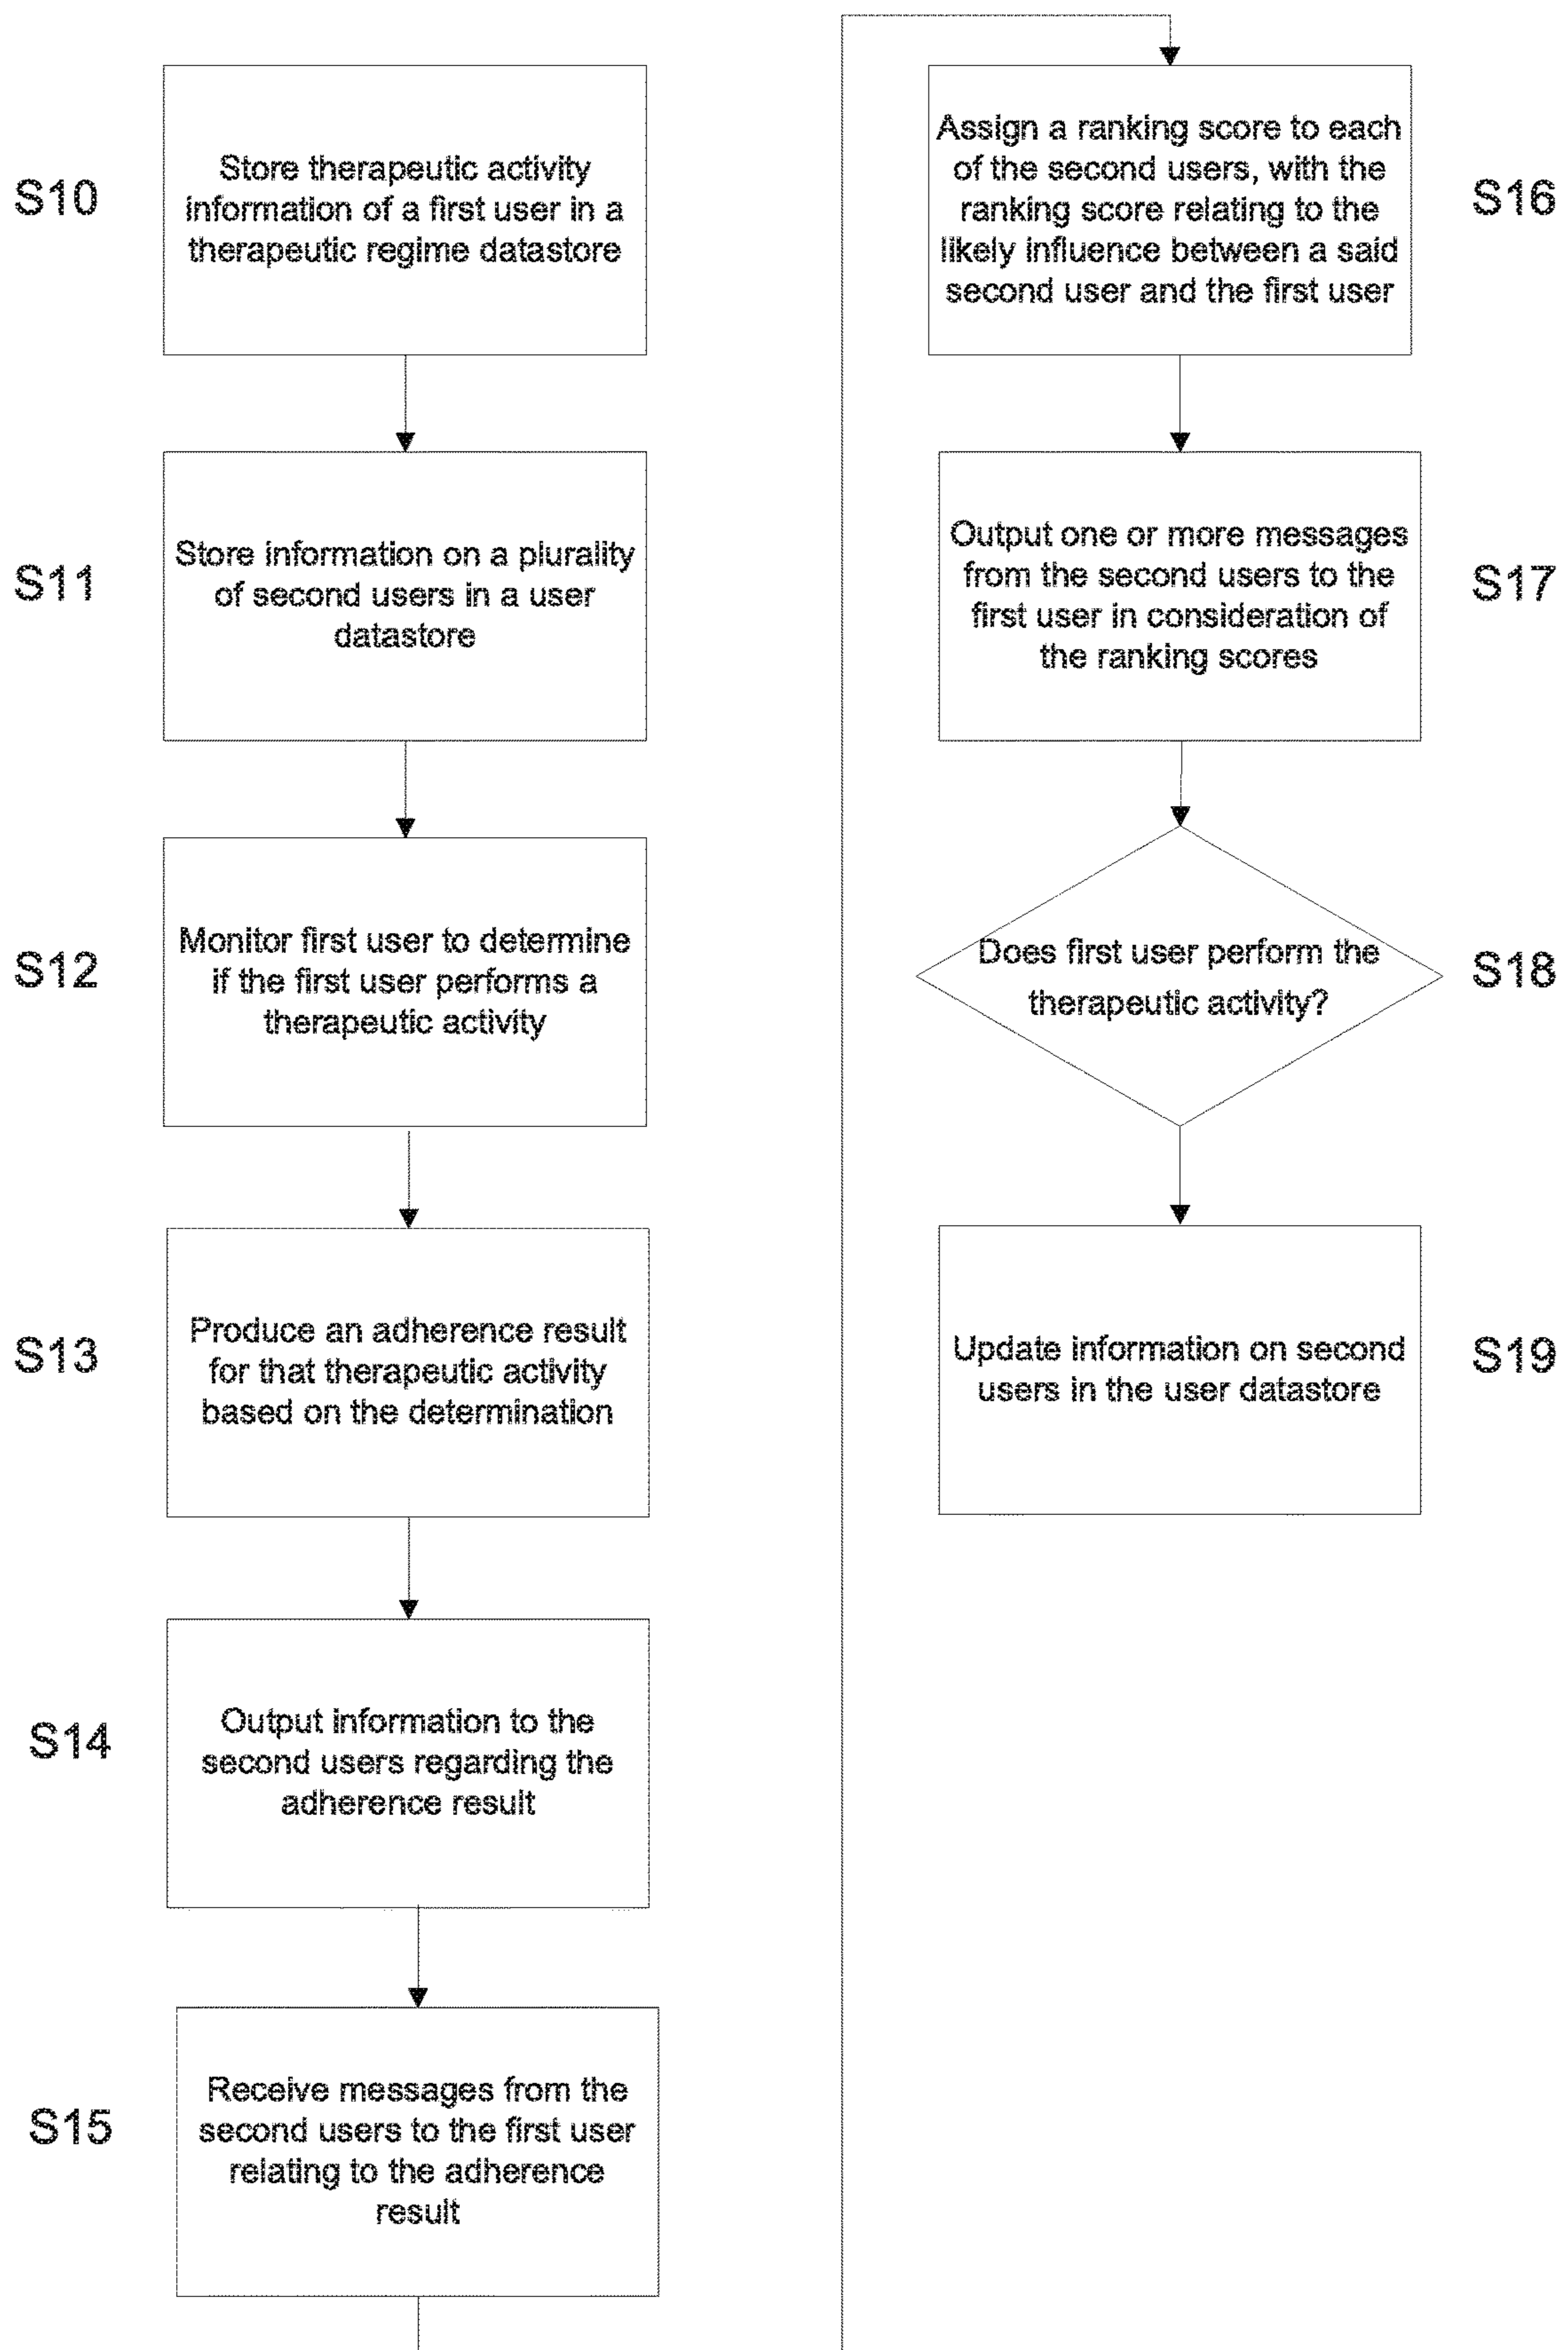 S10
Store therapeutic activity
information of a first user in a
therapeutic regime datastore
S11
Store information on a plurality
of second users in a user
datastore
S12
Monitor first user to determine
if the first user performs a
therapeutic activity
S13
Produce an adherence result
for that therapeutic activity
based on the determination
S14
Output information to the
second users regarding the
adherence result
S15
Receive messages from the
second users to the first user
relating to the adherence
result
Assign a ranking score to each
of the second users, with the
ranking score relating to the
likely influence between a said
second user and the first user
S16
Output one or more messages
from the second users to the
first user in consideration of
the ranking scores
S17
Does first user perform the
therapeutic activity?
S18
Update information on second
users in the user datastore
S19